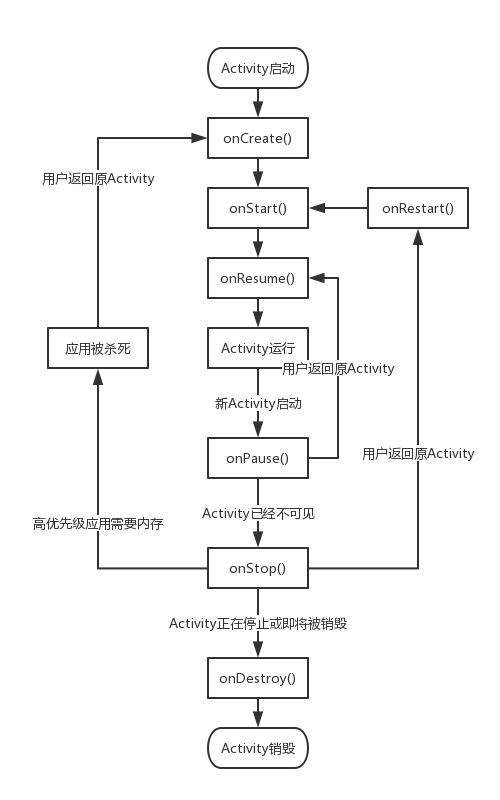 Activity启动
onCreate()
用户返回原Activity
onStart()
onRestart()
onResume()
应用被杀死
Activity运行
用户返回原Activity
新Activity启动
onPause()
用户返回原Activity
Activity已经不可见
高优先级应用需要内存
onStop()
Activity正在停止或即将被销毁
onDestroy()
Activity销毁